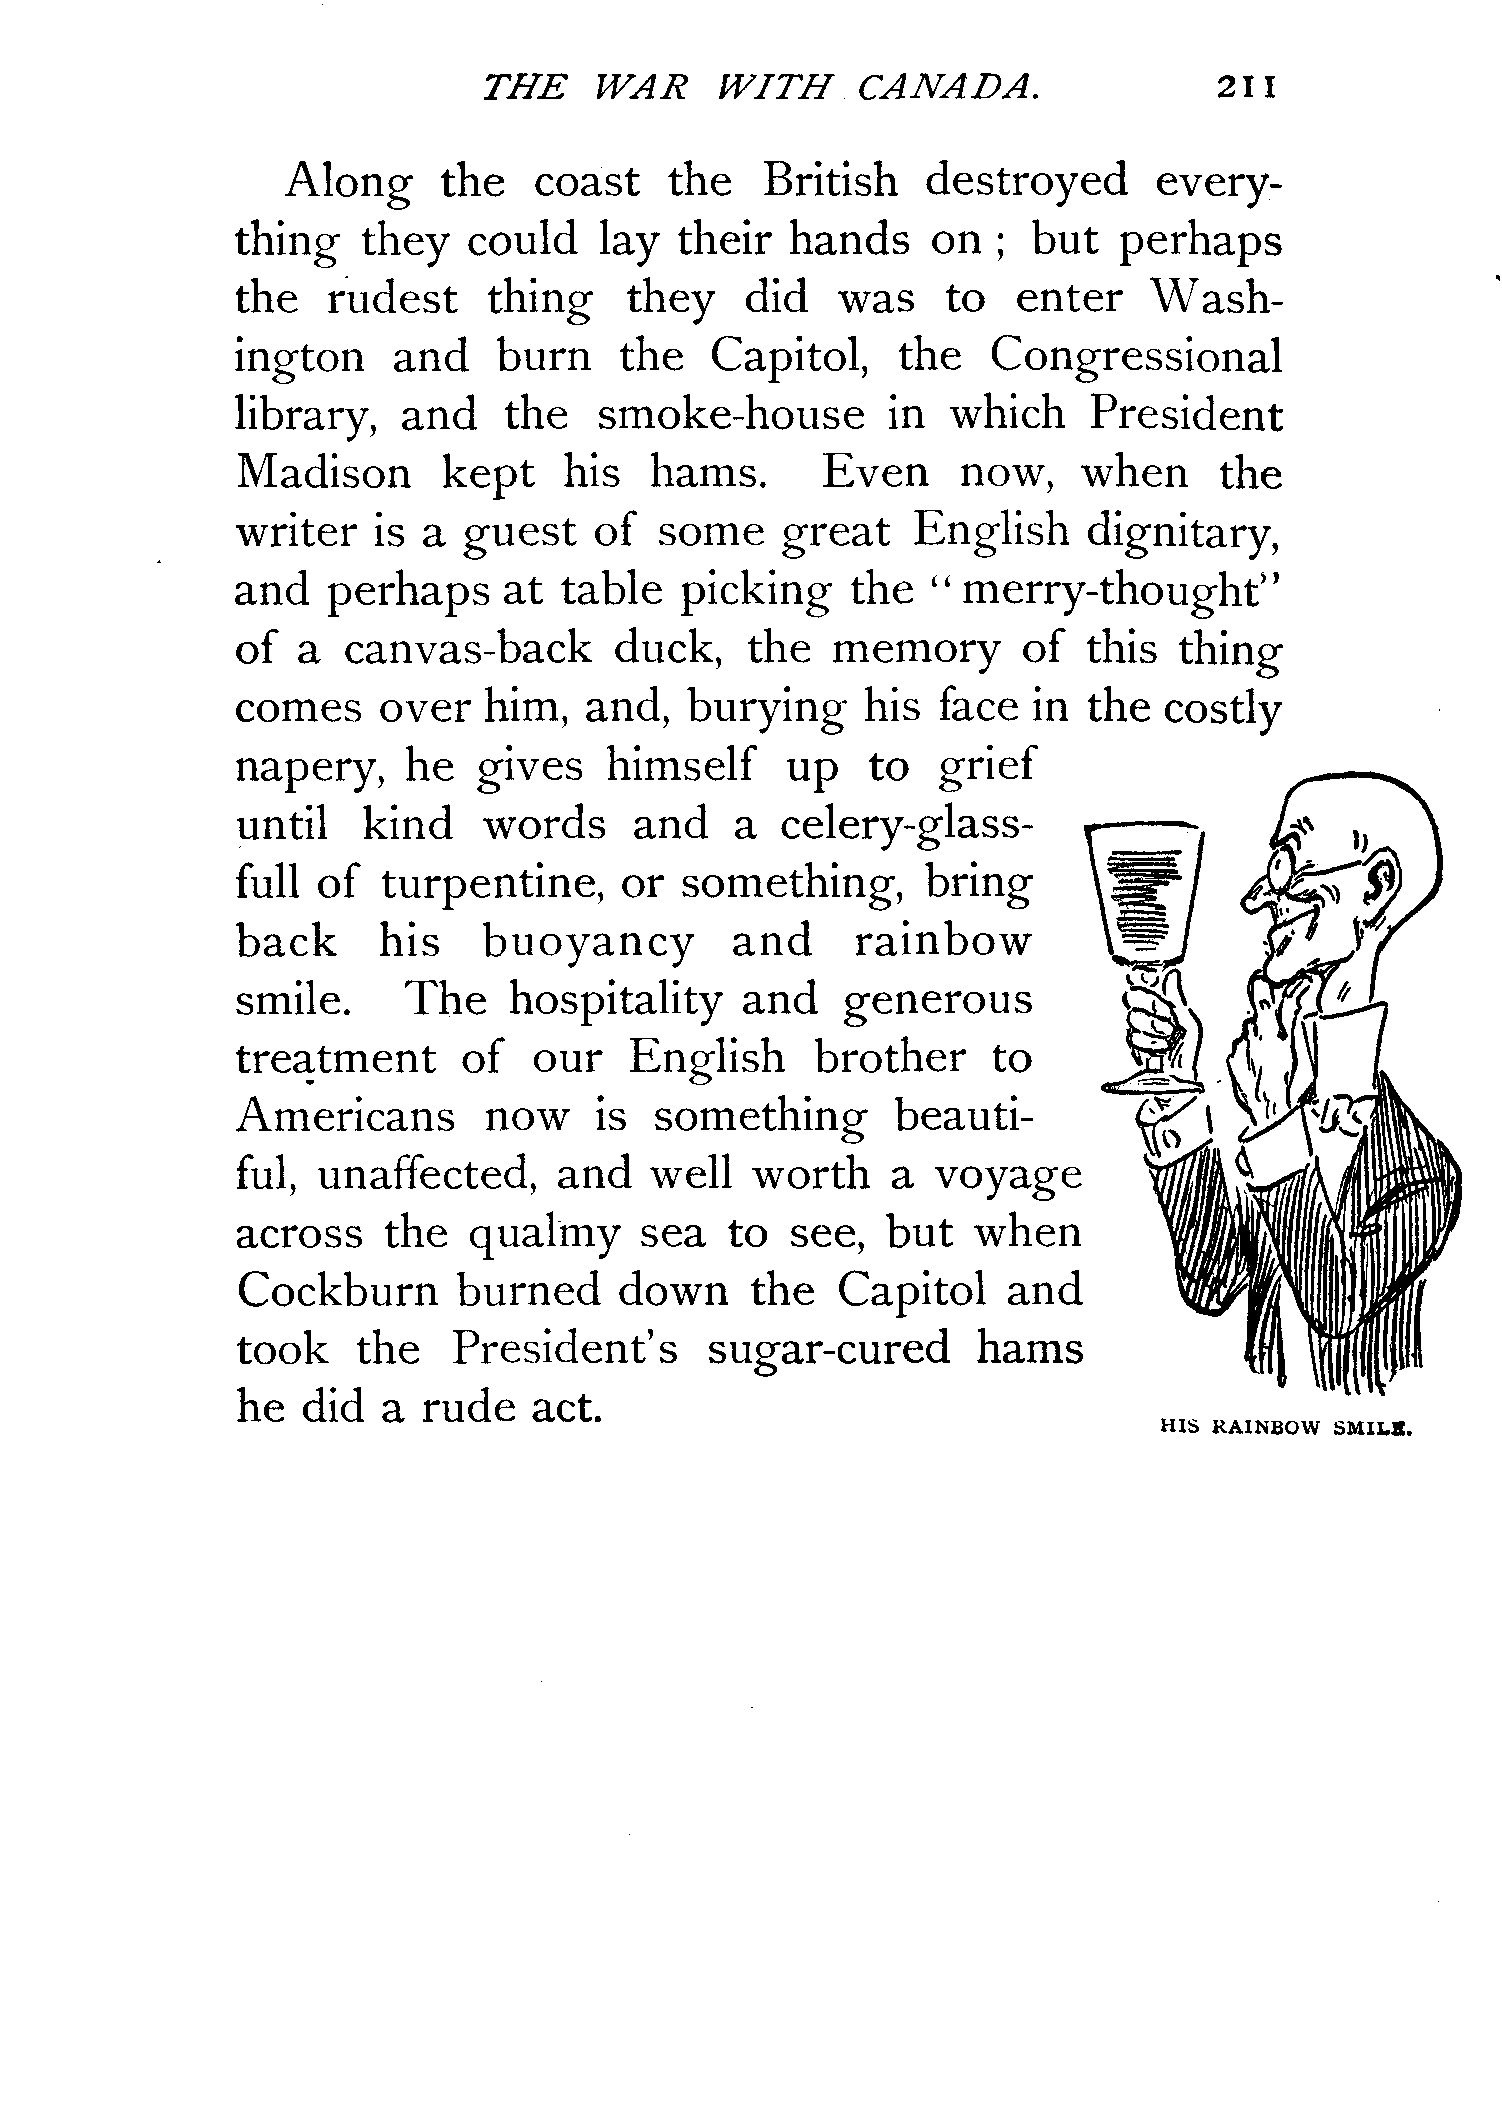 THE WAR WITH CANADA. 211
Along the coast the British destroyed every-
thing they could lay their hands on ; but perhaps
the rudest thing they did was to enter Wash-
ington and burn the Capitol, the Congressional
library, and the smoke-house in which President
Madison kept his hams. Even now, when the
writer is a guest of some great English dignitary,
and perhaps at table picking the “ merry-thought”
of a canvas-back duck, the memory of this thing
comes over him, and, burying his face in the costly
napery, he gives himself up to grief
until kind words and a celery-glass-
full of turpentine, or something, bring
back his buoyancy and rainbow
smile. The hospitality and generous
treatment of our English brother to
Americans now is something beauti-
ful, unaffected, and well worth a voyage
across the qualmy sea to see, but when
Cockburn burned down the Capitol and
took the President's sugar-cured hams
he did a rude act.
HIS RAINBOW SMILE.